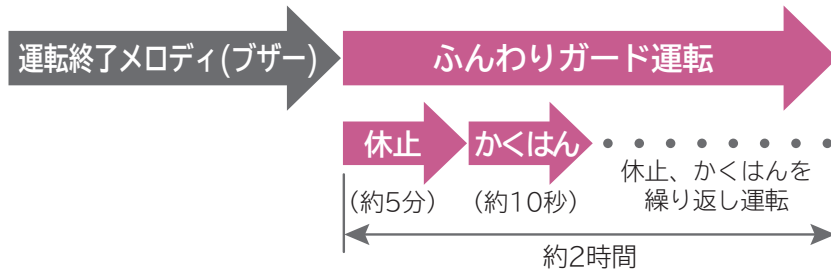 運転終了メロディ(ブザー)
ふんわりガード運転
休止
かくはん
(約5分)
(約10秒)
休止、かくはんを
繰り返し運転
約2時間